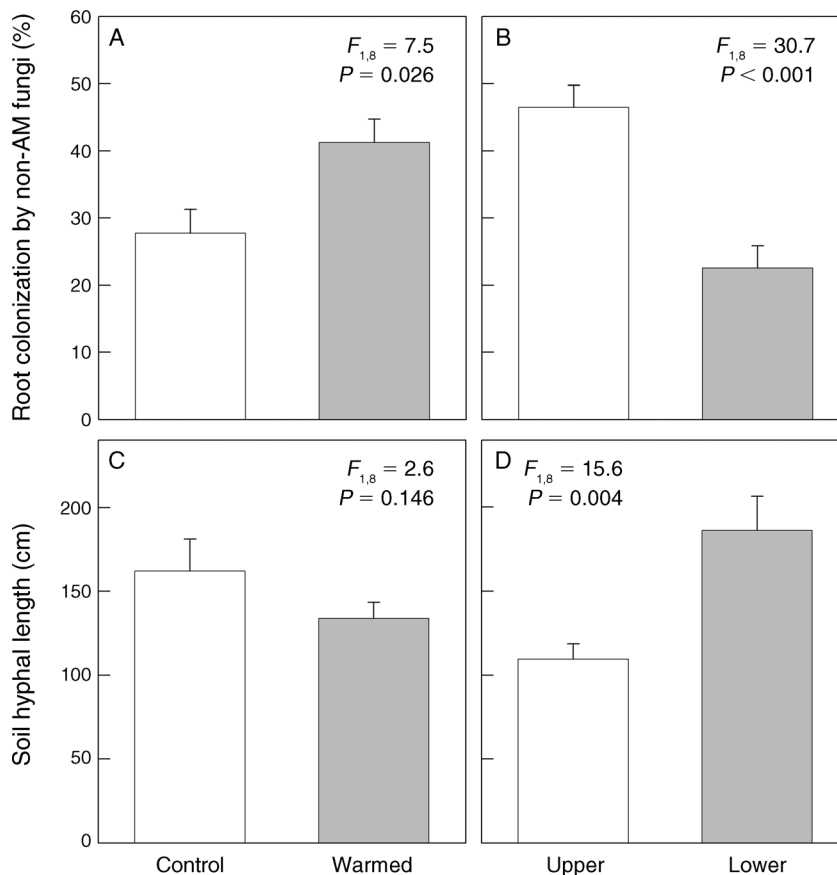 Root colonization by non-AM fungi (%)
60
50
40
30
20
10
0
A
F1,8 = 7.5
P = 0.026
B
F1,8 = 30.7
P < 0.001
Soil hyphal length (cm)
200
150
100
50
0
C
F1,8 = 2.6
P = 0.146
D
F1,8 = 15.6
P = 0.004
Control Warmed Upper Lower